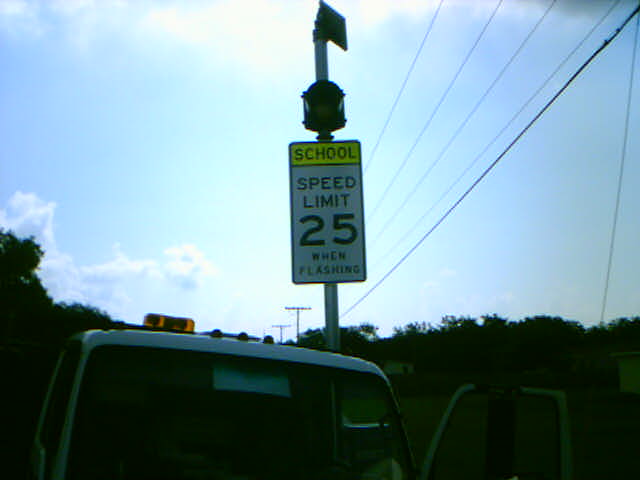 SCHOOL
SPEED
LIMIT
25
WHEN
FLASHING